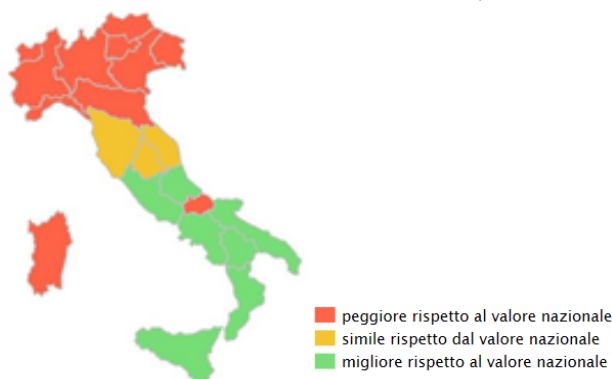 peggiore rispetto al valore nazionale
simile rispetto dal valore nazionale
migliore rispetto al valore nazionale